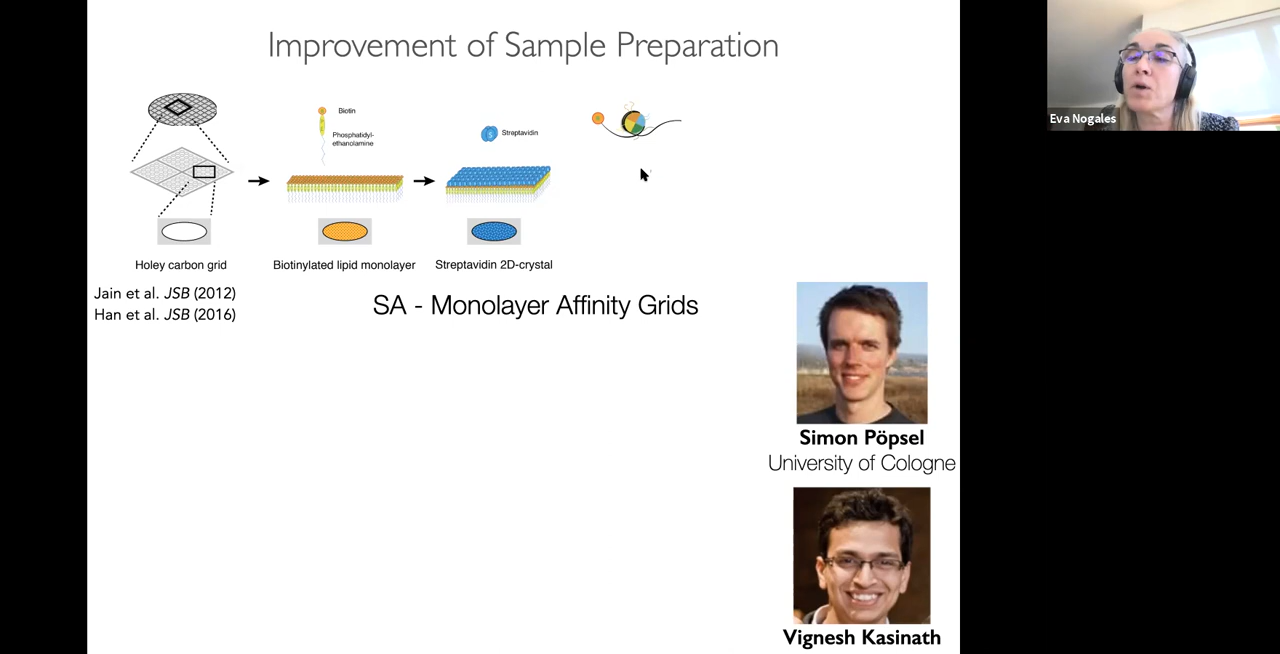 Improvement of Sample Preparation
Eva Nogales
Biotin
Phosphatidyl-
ethanolamine
Streptavidin
Holey carbon grid
Biotinylated lipid monolayer
Streptavidin 2D-crystal
Jain et al. JSB (2012)
Han et al. JSB (2016)
SA - Monolayer Affinity Grids
Simon Pöpsel
University of Cologne
Vignesh Kasinath